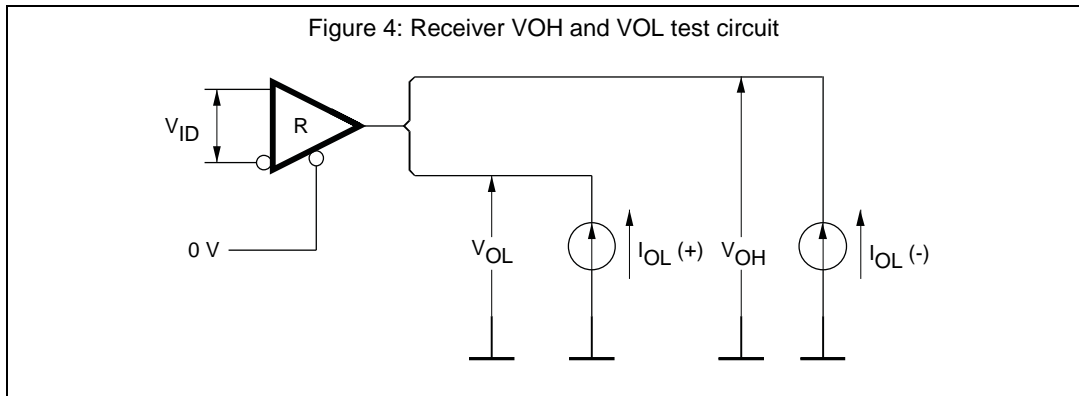 Figure 4: Receiver VOH and VOL test circuit
VID
R
0 V
VOL
IOL (+)
VOH
IOL (-)